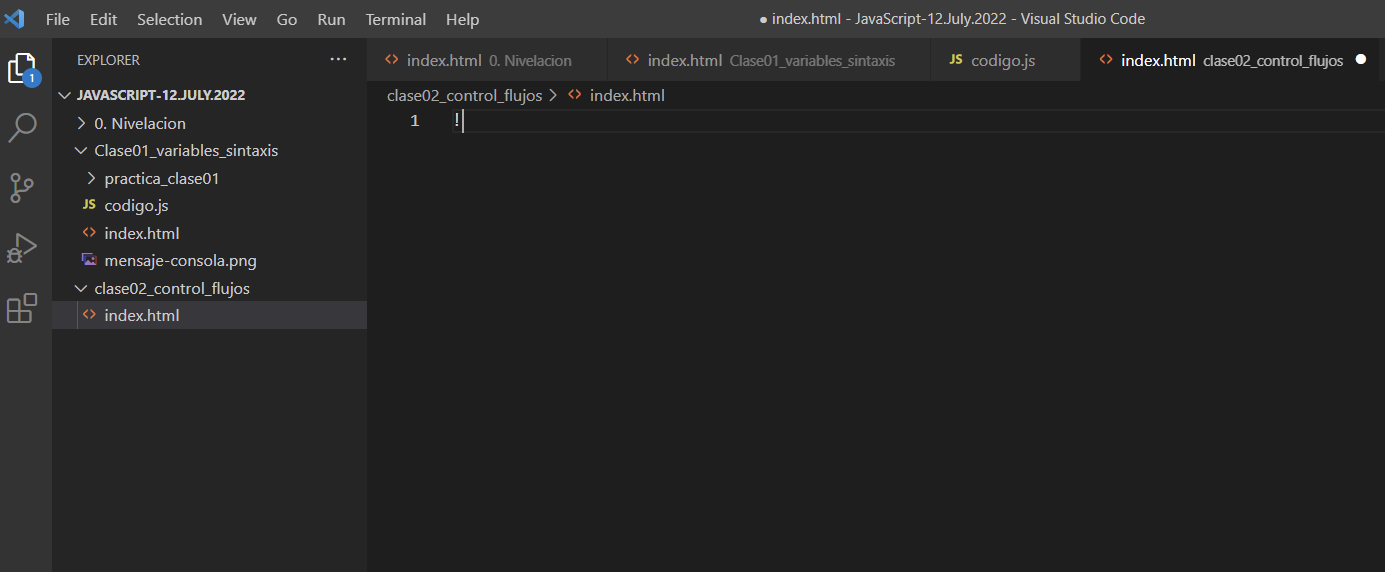 File Edit Selection View Go Run Terminal Help ● index.html - JavaScript-12.July.2022 - Visual Studio Code
EXPLORER ...
index.html 0. Nivelacion index.html Clase01_variables_sintaxis JS codigo.js index.html clase02_control_flujos
1
JAVASCRIPT-12.JULY.2022
clase02_control_flujos > index.html
0. Nivelacion
1 !
Clase01_variables_sintaxis
practica_clase01
JS codigo.js
index.html
mensaje-consola.png
clase02_control_flujos
index.html